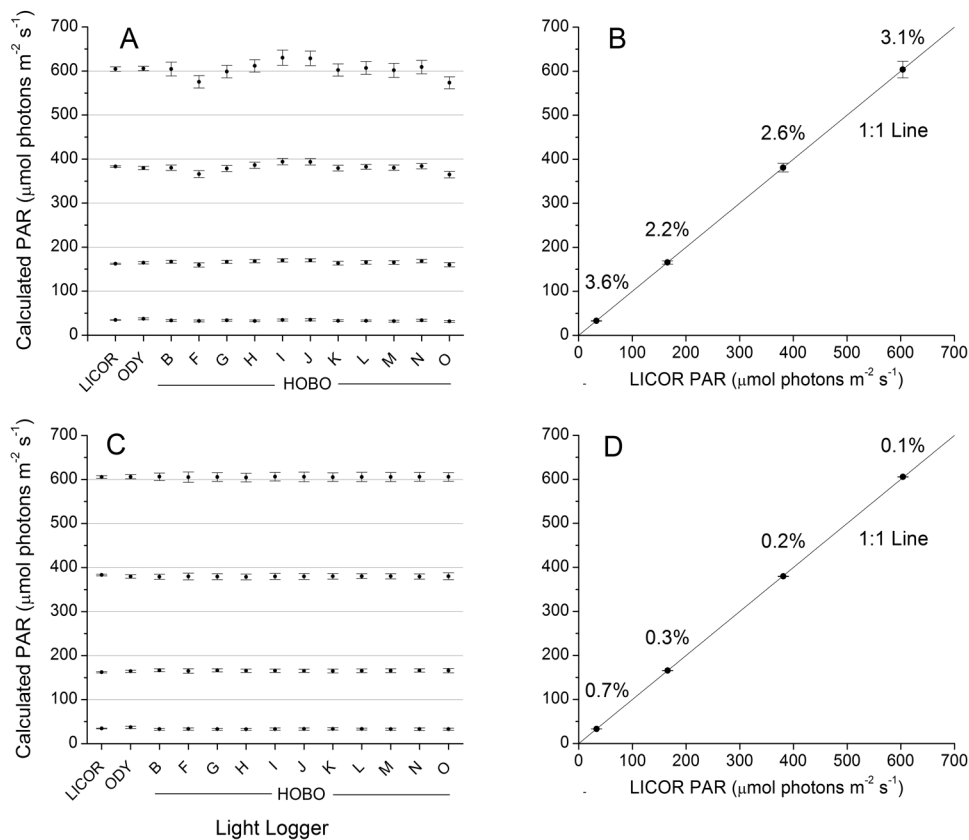 A
Calculated PAR (μmol photons m⁻² s⁻¹)
700
600
500
400
300
200
100
0
LICOR ODY B F G H I J K L M N O
HOBO
B
3.1%
2.6%
1:1 Line
2.2%
3.6%
700
600
500
400
300
200
100
0
0 100 200 300 400 500 600 700
LICOR PAR (μmol photons m⁻² s⁻¹)
C
Calculated PAR (μmol photons m⁻² s⁻¹)
700
600
500
400
300
200
100
0
LICOR ODY B F G H I J K L M N O
HOBO
Light Logger
D
0.1%
0.2%
1:1 Line
0.3%
0.7%
700
600
500
400
300
200
100
0
0 100 200 300 400 500 600 700
LICOR PAR (μmol photons m⁻² s⁻¹)